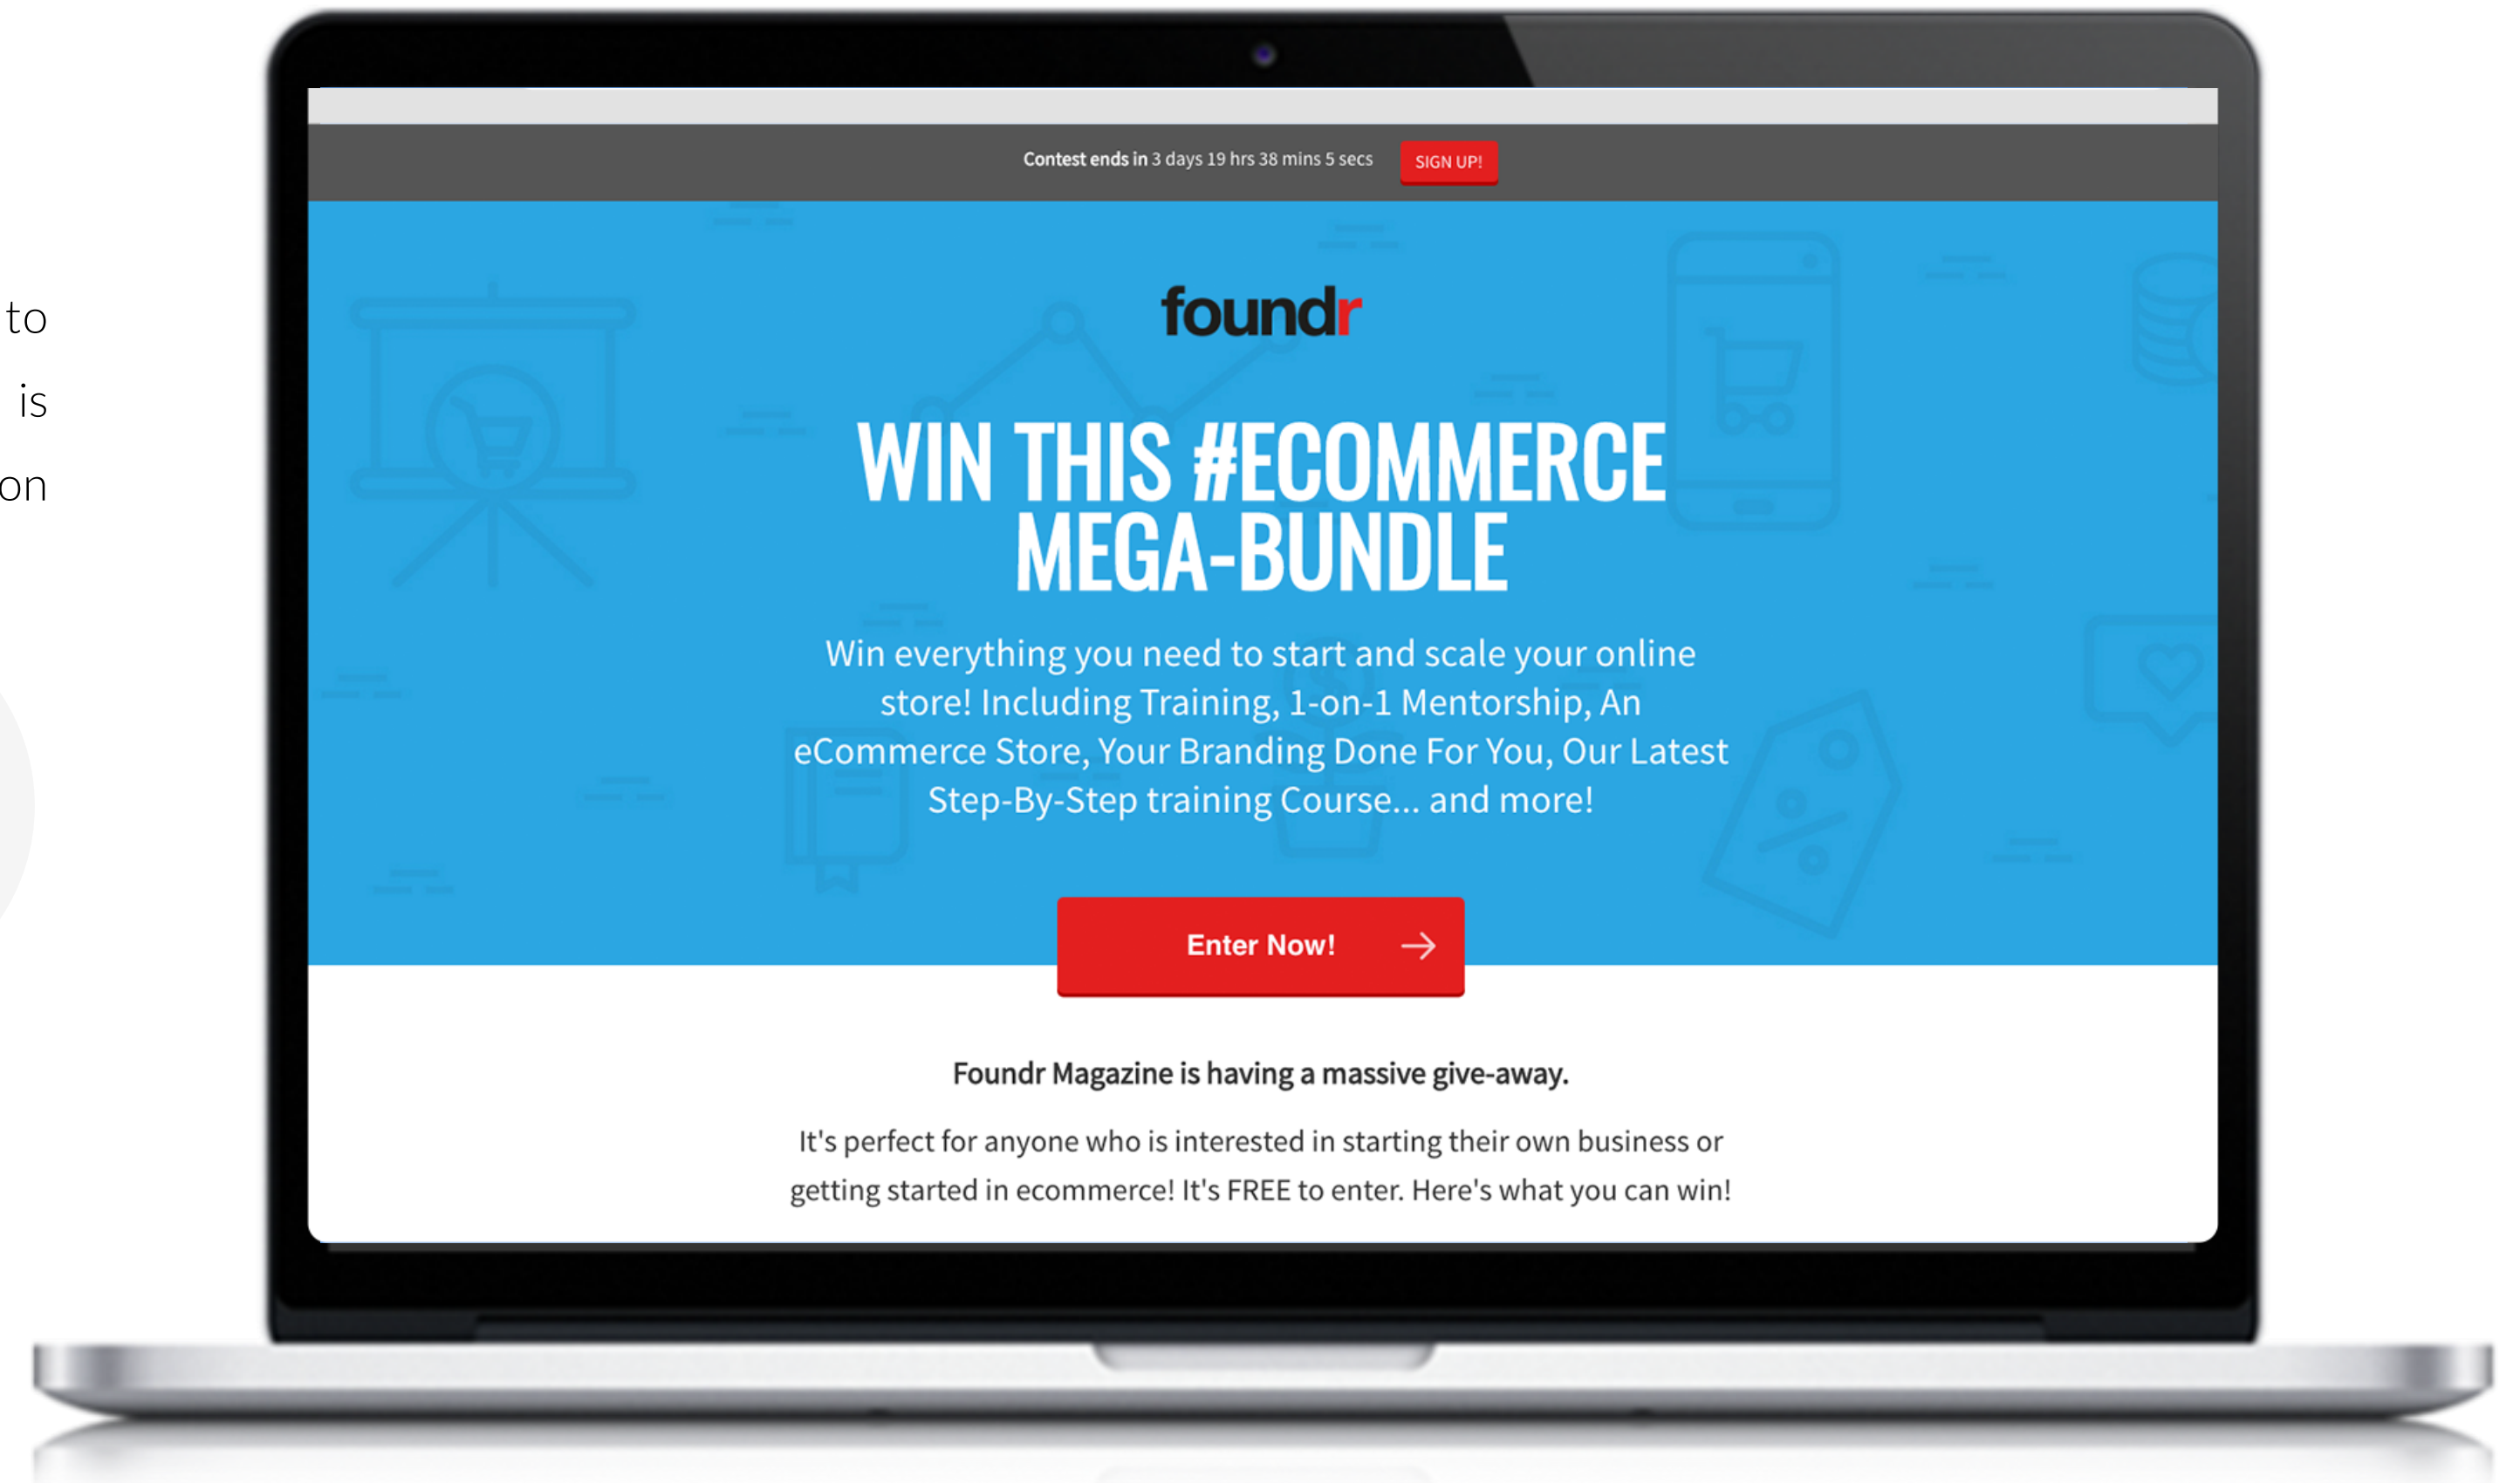 to
is
on
Contest ends in 3 days 19 hrs 38 mins 5 secs
SIGN UP!
foundr
WIN THIS #ECOMMERCE
MEGA-BUNDLE
Win everything you need to start and scale your online
store! Including Training, 1-on-1 Mentorship, An
eCommerce Store, Your Branding Done For You, Our Latest
Step-By-Step training Course... and more!
Enter Now!
Foundr Magazine is having a massive give-away.
It's perfect for anyone who is interested in starting their own business or
getting started in ecommerce! It's FREE to enter. Here's what you can win!